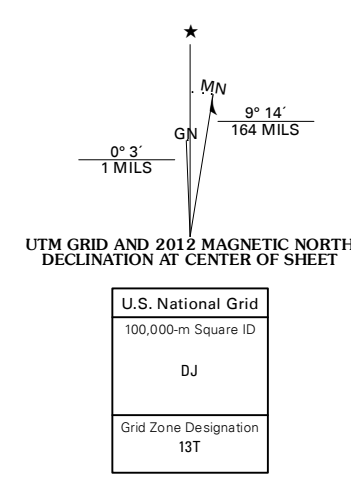 ★
MN
GN
9° 14´
164 MILS
0° 3´
1 MILS
UTM GRID AND 2012 MAGNETIC NORTH
DECLINATION AT CENTER OF SHEET
U.S. National Grid
100,000-m Square ID
DJ
Grid Zone Designation
13T